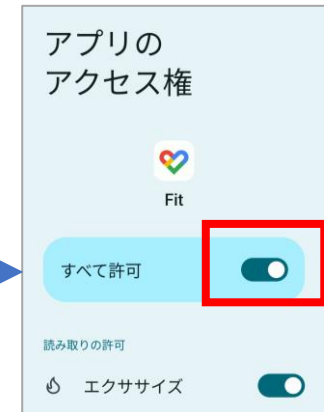 アプリの
アクセス権
Fit
すべて許可
読み取りの許可
エクササイズ